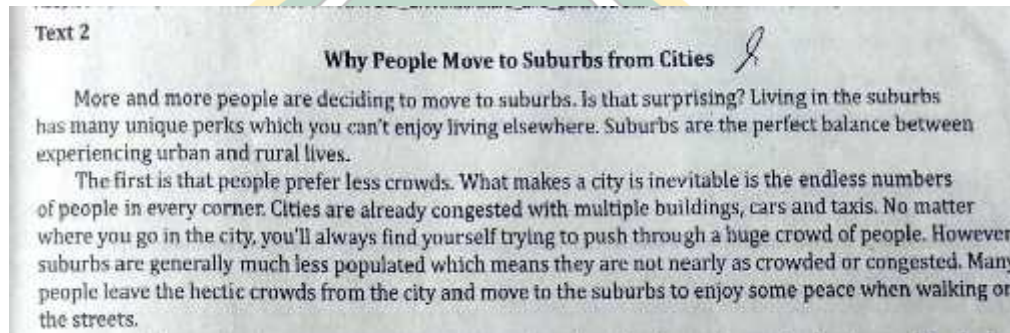 Text 2
Why People Move to Suburbs from Cities
More and more people are deciding to move to suburbs. Is that surprising? Living in the suburbs
has many unique perks which you can't enjoy living elsewhere. Suburbs are the perfect balance between
experiencing urban and rural lives.
The first is that people prefer less crowds. What makes a city is inevitable is the endless numbers
of people in every corner. Cities are already congested with multiple buildings, cars and taxis. No matter
where you go in the city, you'll always find yourself trying to push through a huge crowd of people. However
suburbs are generally much less populated which means they are not nearly as crowded or congested. Many
people leave the hectic crowds from the city and move to the suburbs to enjoy some peace when walking on
the streets.